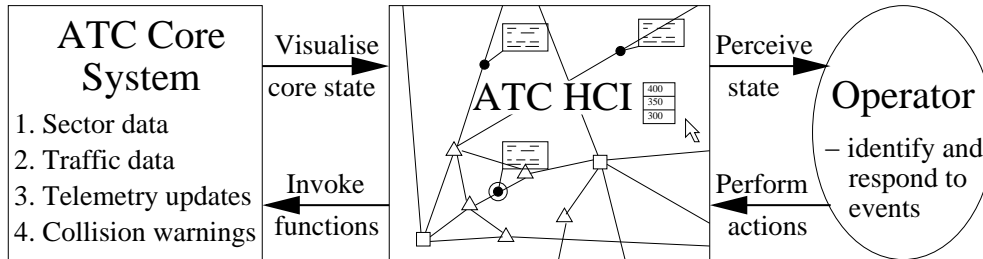 ATC Core
System
1. Sector data
2. Traffic data
3. Telemetry updates
4. Collision warnings
Visualise
core state
Invoke
functions
ATC HCI
400
350
300
Perceive
state
Perform
actions
Operator
– identify and
respond to
events